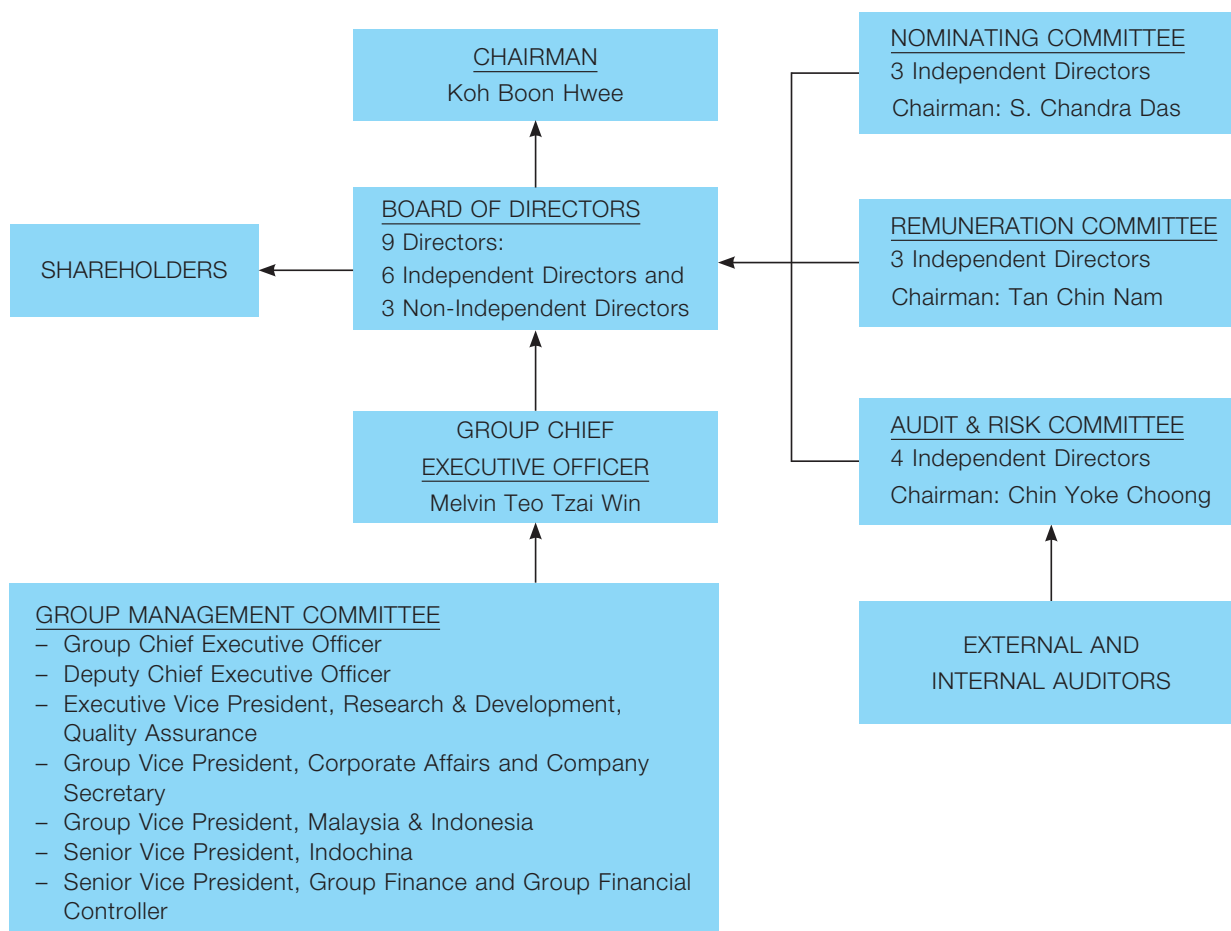 CHAIRMAN
Koh Boon Hwee
NOMINATING COMMITTEE
3 Independent Directors
Chairman: S. Chandra Das
SHAREHOLDERS
BOARD OF DIRECTORS
9 Directors:
6 Independent Directors and
3 Non-Independent Directors
REMUNERATION COMMITTEE
3 Independent Directors
Chairman: Tan Chin Nam
GROUP CHIEF
EXECUTIVE OFFICER
Melvin Teo Tzai Win
AUDIT & RISK COMMITTEE
4 Independent Directors
Chairman: Chin Yoke Choong
GROUP MANAGEMENT COMMITTEE
– Group Chief Executive Officer
– Deputy Chief Executive Officer
– Executive Vice President, Research & Development,
Quality Assurance
– Group Vice President, Corporate Affairs and Company
Secretary
– Group Vice President, Malaysia & Indonesia
– Senior Vice President, Indochina
– Senior Vice President, Group Finance and Group Financial
Controller
EXTERNAL AND
INTERNAL AUDITORS